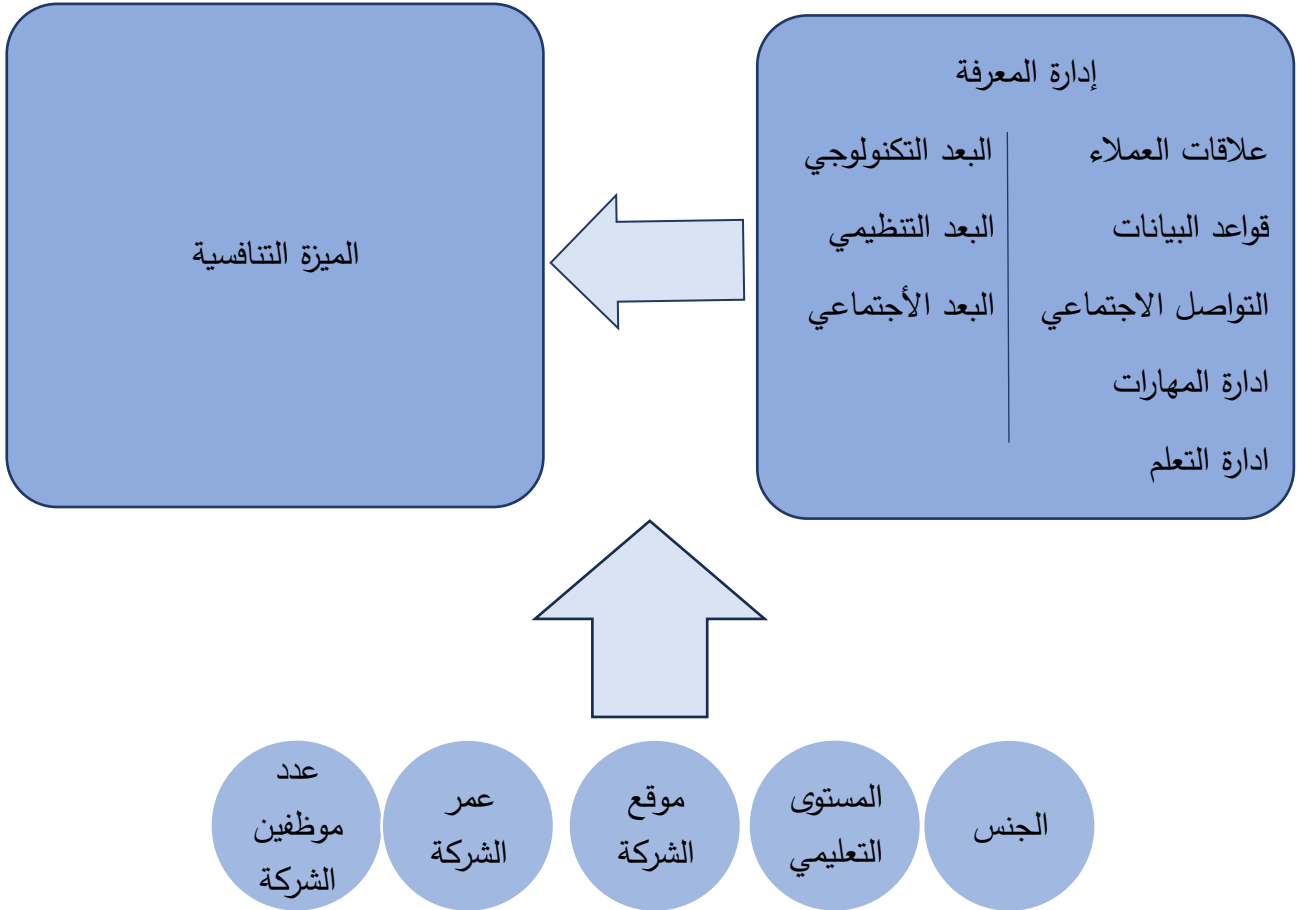 إدارة المعرفة
علاقات العملاء
قواعد البيانات
التواصل الاجتماعي
ادارة المهارات
ادارة التعلم
البعد التكنولوجي
البعد التنظيمي
البعد الأجتماعي
الميزة التنافسية
الجنس
المستوى
التعليمي
موقع
الشركة
عمر
الشركة
عدد
موظفين
الشركة